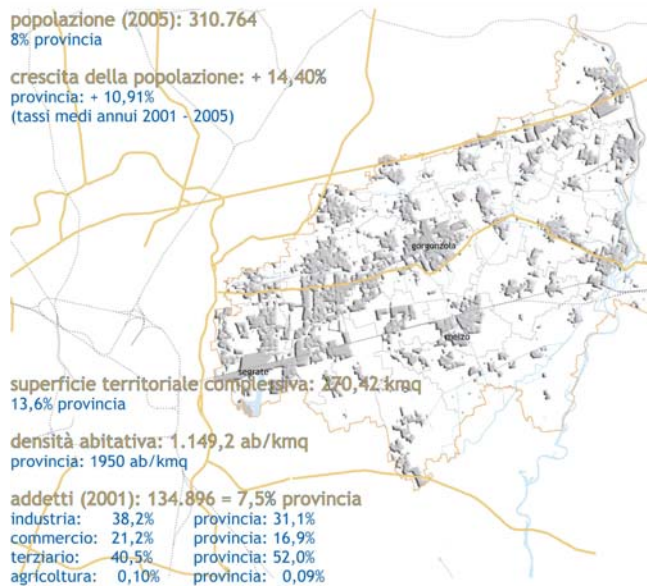 popolazione (2005): 310.764
8% provincia
crescita della popolazione: + 14,40%
provincia: + 10,91%
(tassi medi annui 2001 - 2005)
gorgonzola
melzo
segrate
superficie territoriale complessiva: 270,42 kmq
13,6% provincia
densità abitativa: 1.149,2 ab/kmq
provincia: 1950 ab/kmq
addetti (2001): 134.896 = 7,5% provincia
industria: 38,2% provincia: 31,1%
commercio: 21,2% provincia: 16,9%
terziario: 40,5% provincia: 52,0%
agricoltura: 0,10% provincia: 0,09%